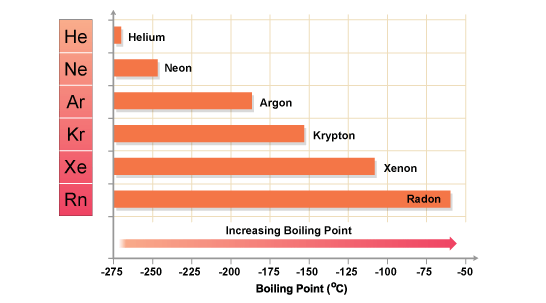 He Helium
Ne Neon
Ar Argon
Kr Krypton
Xe Xenon
Rn Radon
Increasing Boiling Point
-275 -250 -225 -200 -175 -150 -125 -100 -75 -50
Boiling Point (°C)